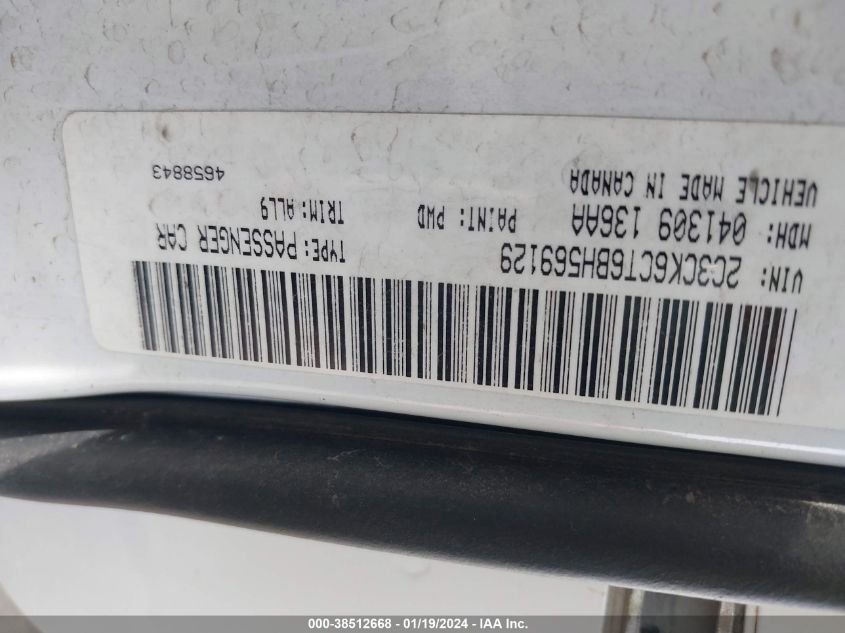 VIN: 2C3CK6CT6BH569129 TYPE: PASSENGER CAR
MDH: 041309 136AA PAINT: PWD TRIM: ALL9
VEHICLE MADE IN CANADA 4658843
000-38512668 - 01/19/2024 - IAA Inc.